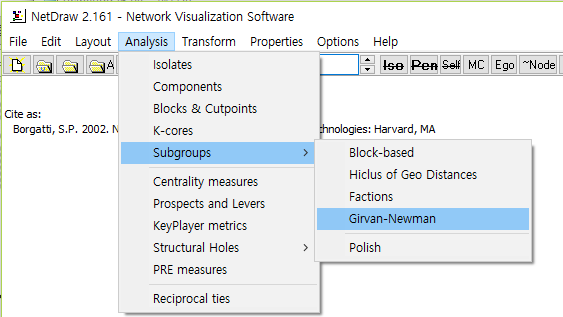 NetDraw 2.161 - Network Visualization Software
File Edit Layout Analysis Transform Properties Options Help
A Iso Pen Self MC Ego ~Node
Isolates
Components
Blocks & Cutpoints
K-cores
Subgroups
Centrality measures
Prospects and Levers
KeyPlayer metrics
Structural Holes
PRE measures
Reciprocal ties
Block-based
Hiclus of Geo Distances
Factions
Girvan-Newman
Polish
Cite as:
Borgatti, S.P. 2002. N chnologies: Harvard, MA